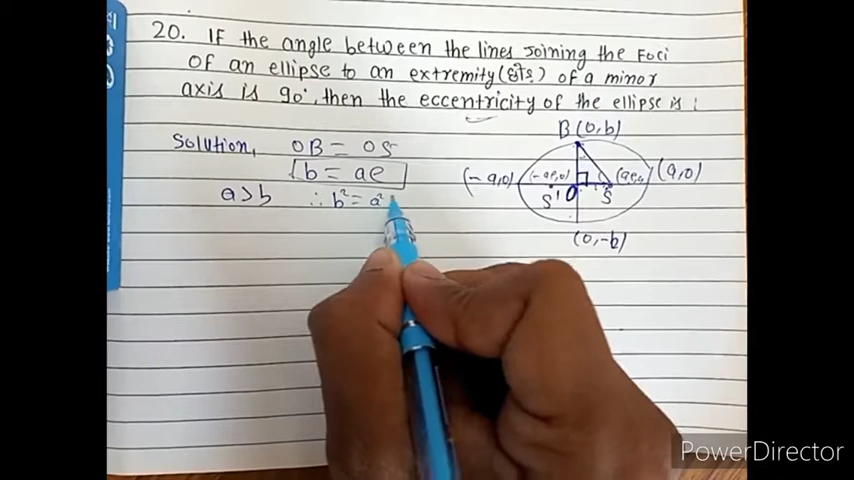 20. If the angle between the lines Joining the Foci
of an ellipse to an extremity (छोर) of a minor
axis is 90°, then the eccentricity of the ellipse is :
Solution, OB = OS
b = ae
a>b ∴ b² = a²
B (0,b)
(-a,0) (-ae,0) (ae,0) (a,0)
S' O S
(0,-b)
PowerDirector